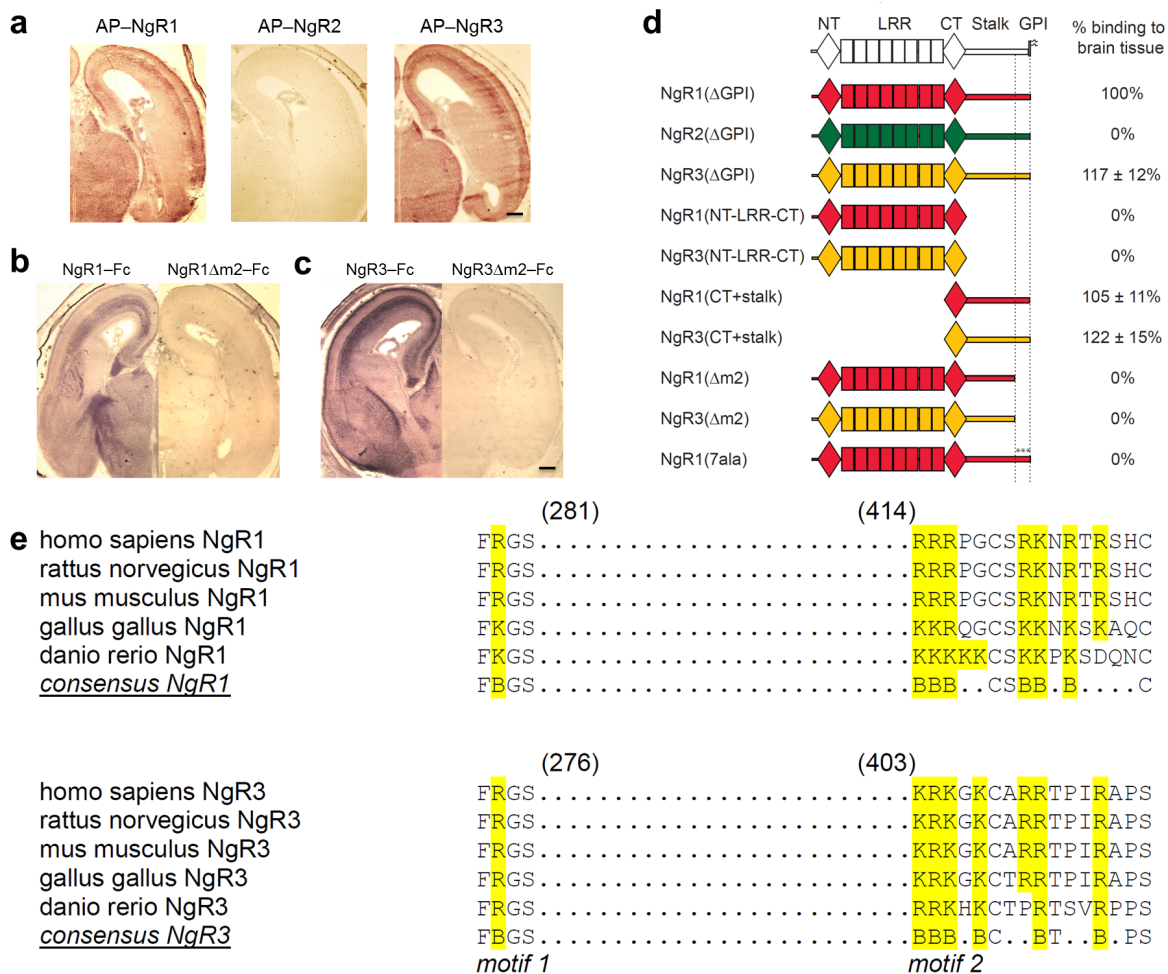 a
AP–NgR1 AP–NgR2 AP–NgR3
b
NgR1–Fc NgR1Δm2–Fc
c
NgR3–Fc NgR3Δm2–Fc
d
NT LRR CT Stalk GPI % binding to
brain tissue
NgR1(ΔGPI) 100%
NgR2(ΔGPI) 0%
NgR3(ΔGPI) 117 ± 12%
NgR1(NT-LRR-CT) 0%
NgR3(NT-LRR-CT) 0%
NgR1(CT+stalk) 105 ± 11%
NgR3(CT+stalk) 122 ± 15%
NgR1(Δm2) 0%
NgR3(Δm2) 0%
***
NgR1(7ala) 0%
e
(281) (414)
homo sapiens NgR1 FRGS.........................RRRPGCSRKNRTRSHC
rattus norvegicus NgR1 FRGS.........................RRRPGCSRKNRTRSHC
mus musculus NgR1 FRGS.........................RRRPGCSRKNRTRSHC
gallus gallus NgR1 FKGS.........................KKRQGCSKKNKSKAQC
danio rerio NgR1 FKGS.........................KKKKKCSKKPKSDQNC
consensus NgR1 FBGS.........................BBB..CSBB.B....C
(276) (403)
homo sapiens NgR3 FRGS.........................KRKGKCARRTPIRAPS
rattus norvegicus NgR3 FRGS.........................KRKGKCARRTPIRAPS
mus musculus NgR3 FRGS.........................KRKGKCARRTPIRAPS
gallus gallus NgR3 FRGS.........................KRKGKCTRRTPIRAPS
danio rerio NgR3 FRGS.........................RRKHKCTPRTSVRPPS
consensus NgR3 FBGS.........................BBB.BC..BT..B.PS
motif 1 motif 2